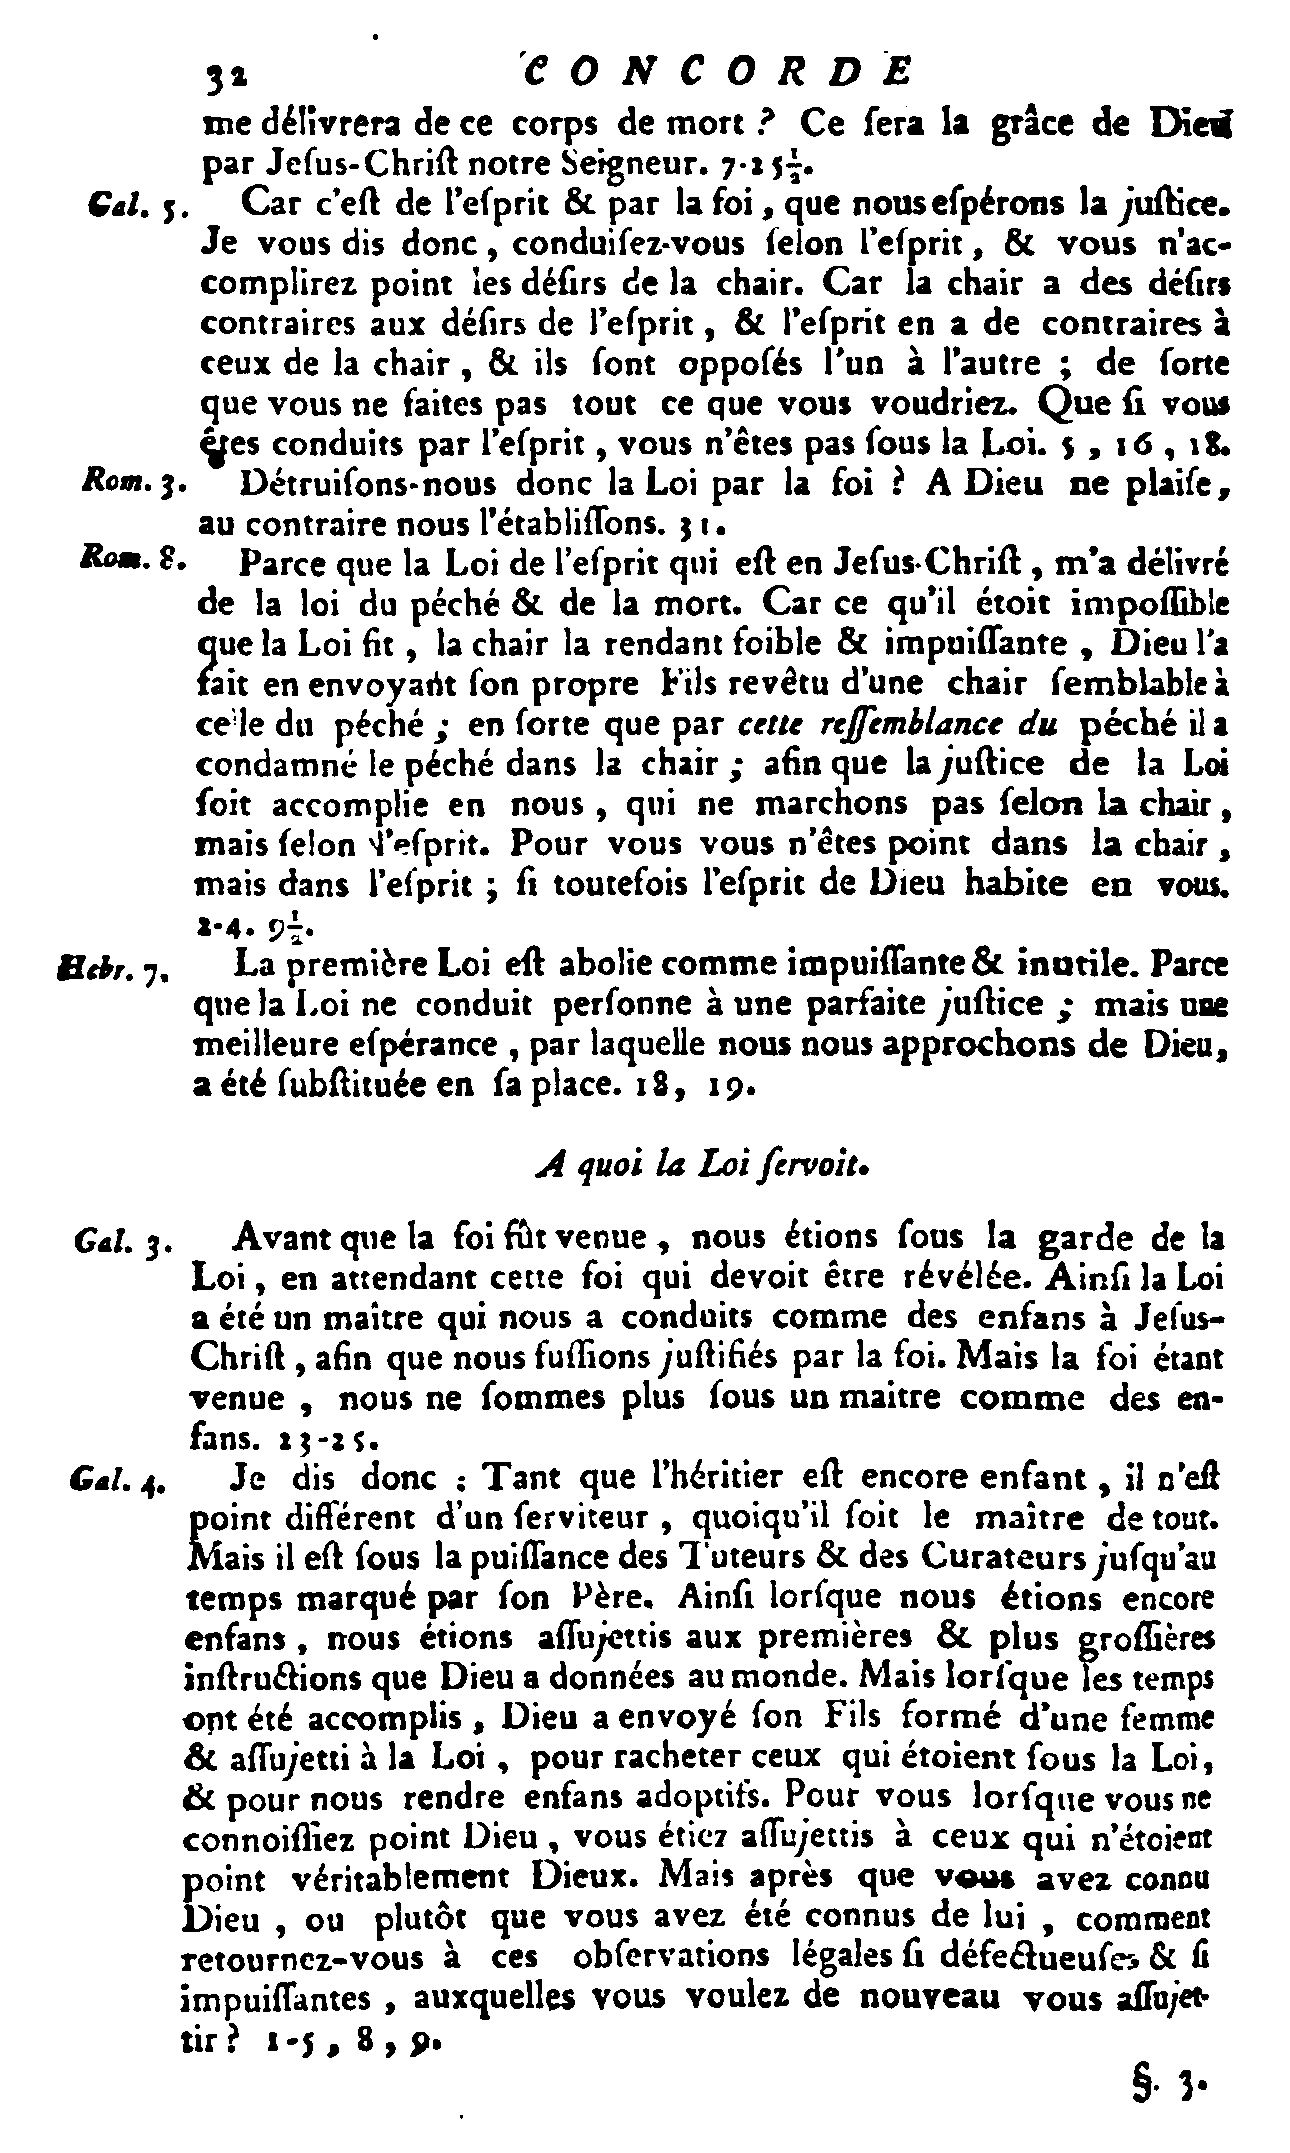 32 CONCORDE
me délivrera de ce corps de mort ? Ce ſera la grâce de Dieu
par Jeſus-Chriſt notre Seigneur. 7·25½.
Gal. 5. Car c'eſt de l'eſprit & par la foi, que nous eſpérons la juſtice.
Je vous dis donc, conduiſez-vous ſelon l'eſprit, & vous n'ac-
complirez point les déſirs de la chair. Car la chair a des déſirs
contraires aux déſirs de l'eſprit, & l'eſprit en a de contraires à
ceux de la chair, & ils ſont oppoſés l'un à l'autre ; de ſorte
que vous ne faites pas tout ce que vous voudriez. Que ſi vous
êtes conduits par l'eſprit, vous n'êtes pas ſous la Loi. 5, 16, 18.
Rom. 3. Détruiſons-nous donc la Loi par la foi ? A Dieu ne plaiſe,
au contraire nous l'établiſſons. 31.
Rom. 8. Parce que la Loi de l'eſprit qui eſt en Jeſus-Chriſt, m'a délivré
de la loi du péché & de la mort. Car ce qu'il étoit impoſſible
que la Loi fit, la chair la rendant foible & impuiſſante, Dieu l'a
fait en envoyant ſon propre Fils revêtu d'une chair ſemblable à
celle du péché ; en ſorte que par cette reſſemblance du péché il a
condamné le péché dans la chair ; afin que la juſtice de la Loi
ſoit accomplie en nous, qui ne marchons pas ſelon la chair,
mais ſelon l'eſprit. Pour vous vous n'êtes point dans la chair,
mais dans l'eſprit ; ſi toutefois l'eſprit de Dieu habite en vous.
2-4. 9½.
Hebr. 7. La première Loi eſt abolie comme impuiſſante & inutile. Parce
que la Loi ne conduit perſonne à une parfaite juſtice ; mais une
meilleure eſpérance, par laquelle nous nous approchons de Dieu,
a été ſubſtituée en ſa place. 18, 19.
A quoi la Loi ſervoit.
Gal. 3. Avant que la foi fût venue, nous étions ſous la garde de la
Loi, en attendant cette foi qui devoit être révélée. Ainſi la Loi
a été un maître qui nous a conduits comme des enfans à Jeſus-
Chriſt, afin que nous fuſſions juſtifiés par la foi. Mais la foi étant
venue, nous ne ſommes plus ſous un maitre comme des en-
fans. 23-25.
Gal. 4. Je dis donc : Tant que l'héritier eſt encore enfant, il n'eſt
point différent d'un ſerviteur, quoiqu'il ſoit le maître de tout.
Mais il eſt ſous la puiſſance des Tuteurs & des Curateurs juſqu'au
temps marqué par ſon Père. Ainſi lorſque nous étions encore
enfans, nous étions aſſujettis aux premières & plus groſſières
inſtructions que Dieu a données au monde. Mais lorſque les temps
ont été accomplis, Dieu a envoyé ſon Fils formé d'une femme
& aſſujetti à la Loi, pour racheter ceux qui étoient ſous la Loi,
& pour nous rendre enfans adoptifs. Pour vous lorſque vous ne
connoiſſiez point Dieu, vous étiez aſſujettis à ceux qui n'étoient
point véritablement Dieux. Mais après que vous avez connu
Dieu, ou plutôt que vous avez été connus de lui, comment
retournez-vous à ces obſervations légales ſi défectueuſes & ſi
impuiſſantes, auxquelles vous voulez de nouveau vous aſſujet-
tir ? 1-5, 8, 9.
§. 3.